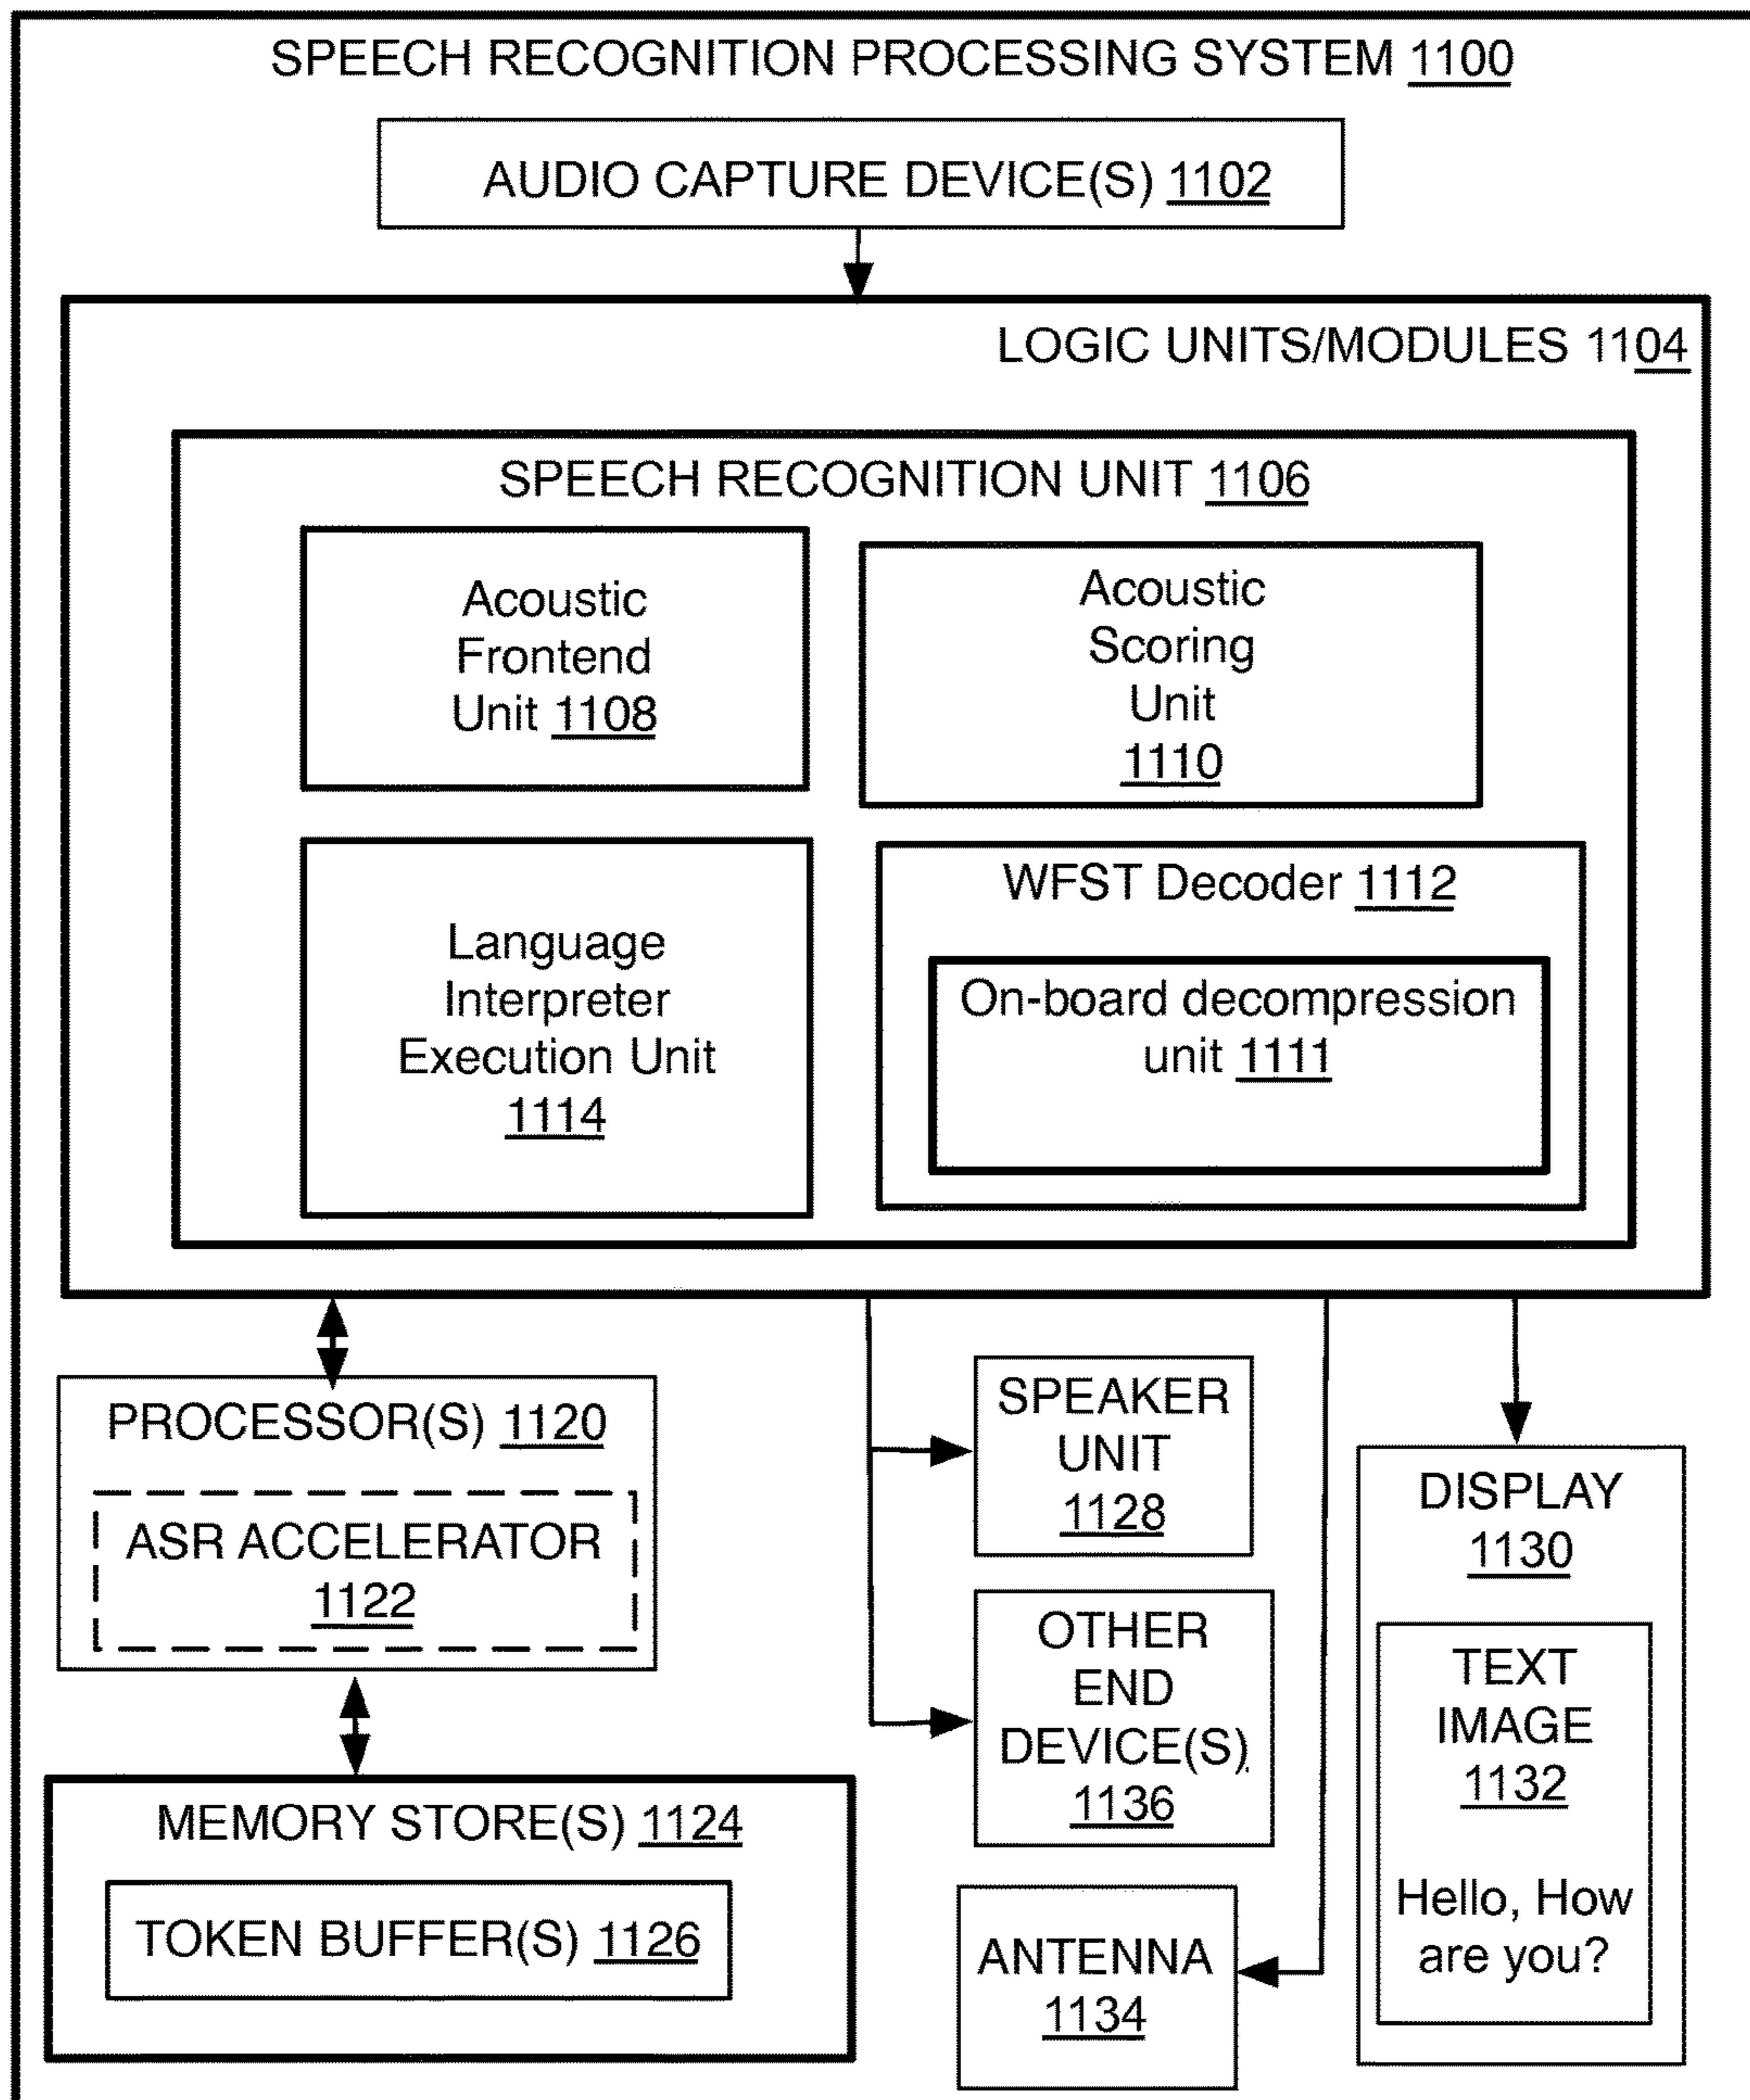 SPEECH RECOGNITION PROCESSING SYSTEM 1100
AUDIO CAPTURE DEVICE(S) 1102
LOGIC UNITS/MODULES 1104
SPEECH RECOGNITION UNIT 1106
Acoustic
Frontend
Unit 1108
Acoustic
Scoring
Unit
1110
Language
Interpreter
Execution Unit
1114
WFST Decoder 1112
On-board decompression
unit 1111
PROCESSOR(S) 1120
ASR ACCELERATOR
1122
MEMORY STORE(S) 1124
TOKEN BUFFER(S) 1126
SPEAKER
UNIT
1128
OTHER
END
DEVICE(S)
1136
ANTENNA
1134
DISPLAY
1130
TEXT
IMAGE
1132
Hello, How
are you?